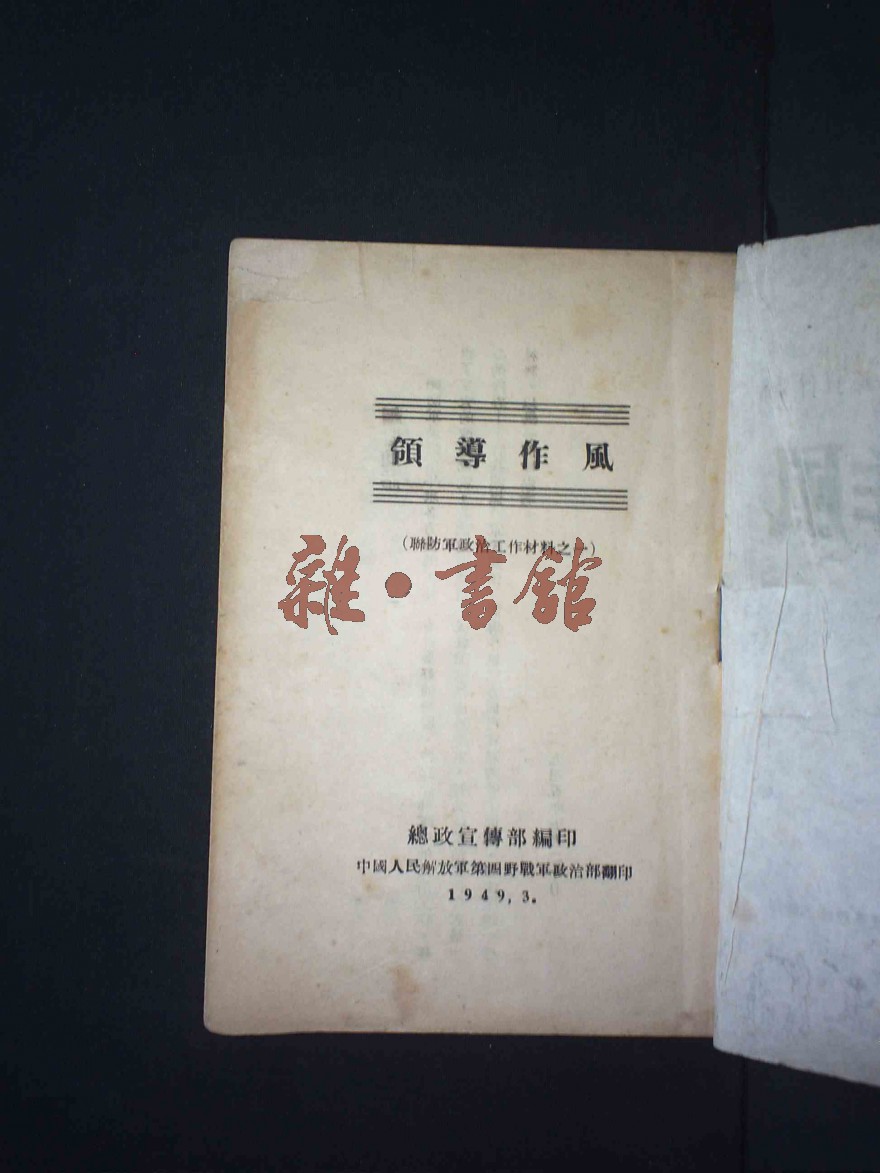 領導作風
(聯防軍政治工作材料之一)
雜·書館
總政宣傳部編印
中國人民解放軍第四野戰軍政治部翻印
1949.3.